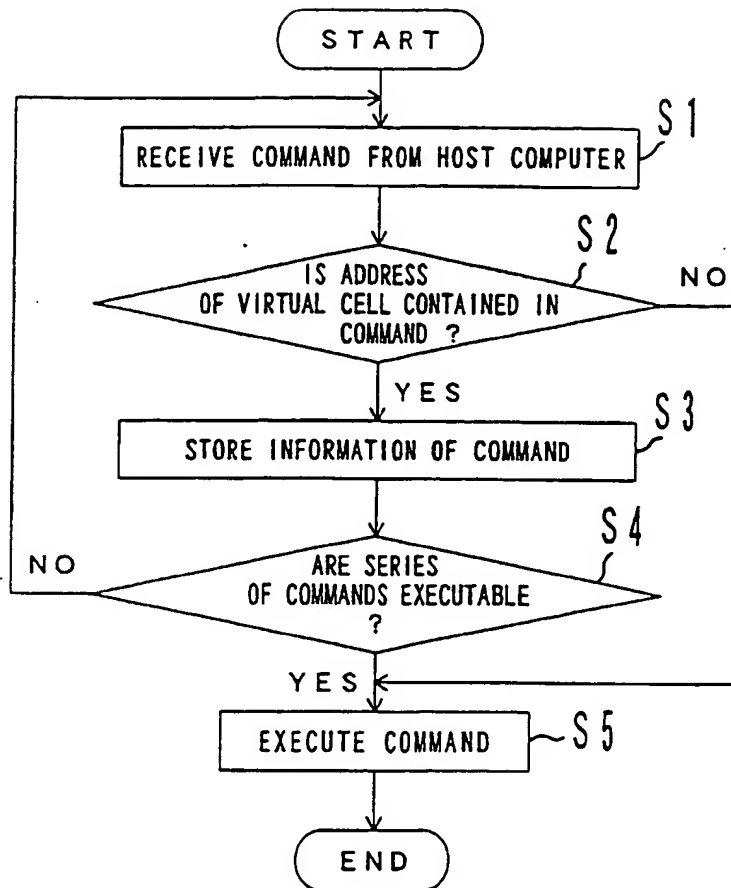 START
S1
RECEIVE COMMAND FROM HOST COMPUTER
S2
IS ADDRESS
OF VIRTUAL CELL CONTAINED IN
COMMAND ?
NO
YES
S3
STORE INFORMATION OF COMMAND
S4
NO
ARE SERIES
OF COMMANDS EXECUTABLE
?
YES
S5
EXECUTE COMMAND
END